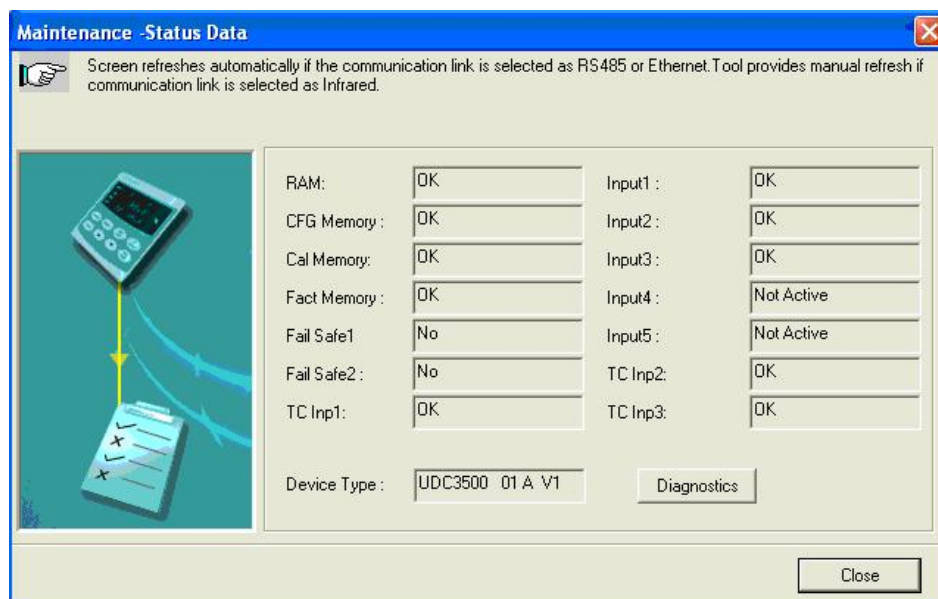 Maintenance -Status Data
Screen refreshes automatically if the communication link is selected as RS485 or Ethernet.Tool provides manual refresh if
communication link is selected as Infrared.
RAM: OK Input1 : OK
CFG Memory : OK Input2 : OK
Cal Memory: OK Input3 : OK
Fact Memory : OK Input4 : Not Active
Fail Safe1 No Input5 : Not Active
Fail Safe2 : No TC Inp2: OK
TC Inp1: OK TC Inp3: OK
Device Type : UDC3500 01 A V1 Diagnostics
Close